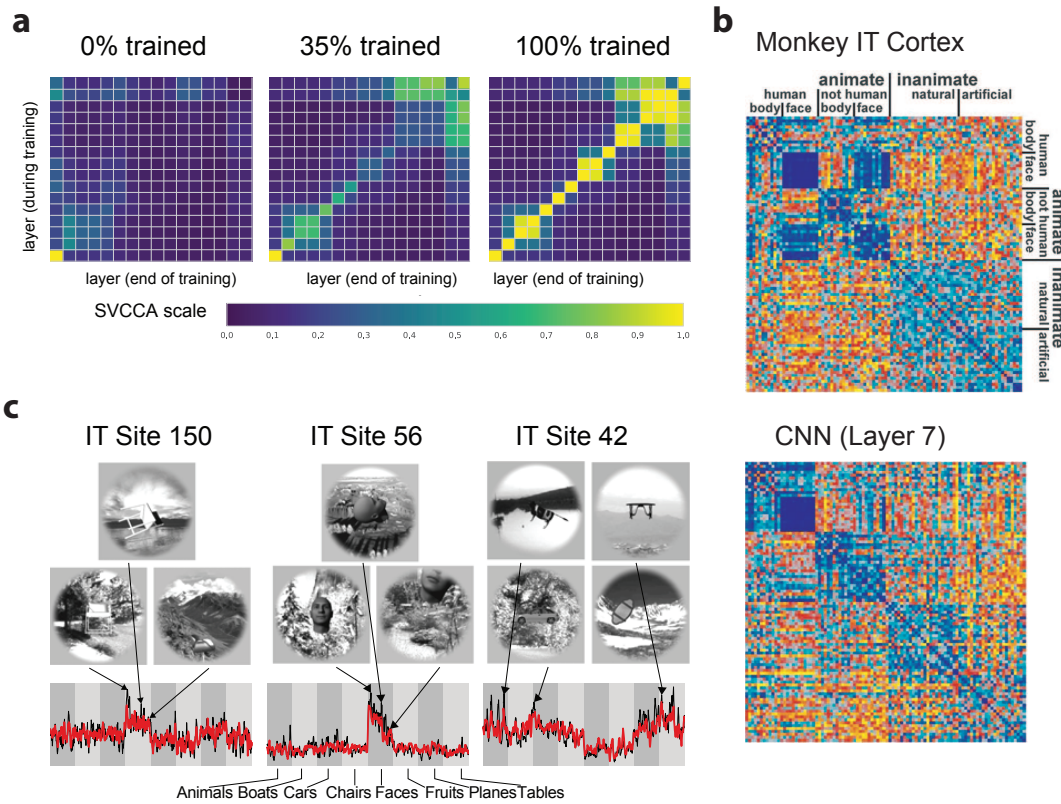 a
0% trained
35% trained
100% trained
layer (during training)
layer (end of training)
layer (end of training)
layer (end of training)
SVCCA scale
0,0 0,1 0,2 0,3 0,4 0,5 0,6 0,7 0,8 0,9 1,0
b
Monkey IT Cortex
animate inanimate
human not human natural artificial
body face body face
human
body face
animate
not human
body face
inanimate
natural artificial
CNN (Layer 7)
c
IT Site 150
IT Site 56
IT Site 42
Animals Boats Cars Chairs Faces Fruits Planes Tables